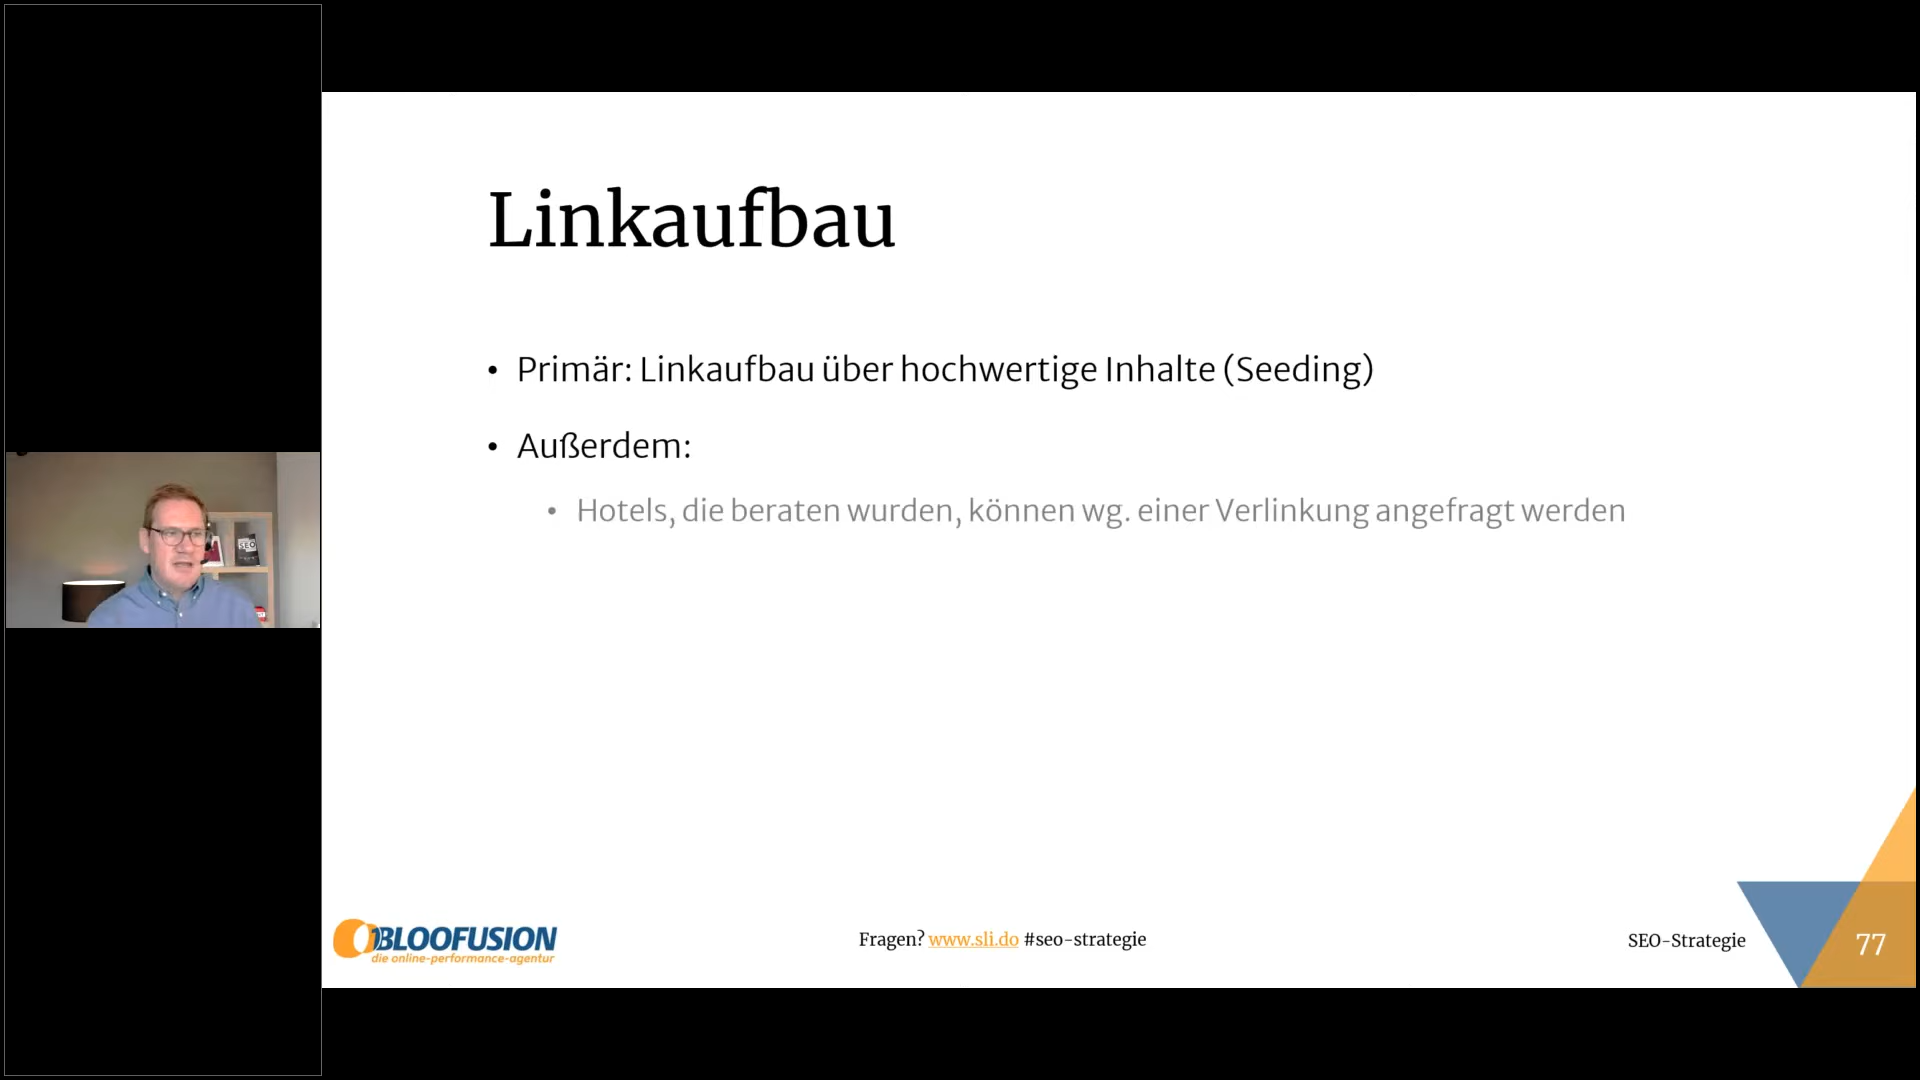 Linkaufbau
• Primär: Linkaufbau über hochwertige Inhalte (Seeding)
• Außerdem:
• Hotels, die beraten wurden, können wg. einer Verlinkung angefragt werden
SEO
BLOOFUSION
die online-performance-agentur
Fragen? www.sli.do #seo-strategie
SEO-Strategie
77